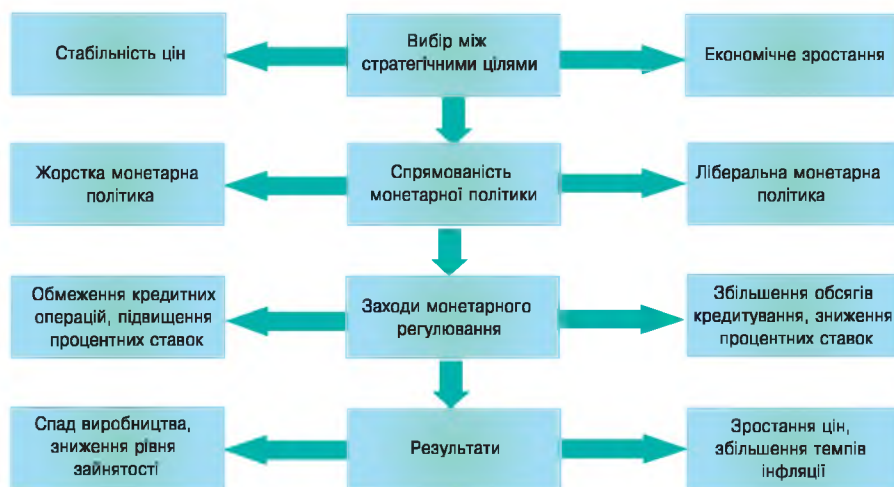 Стабільність цін
Вибір між
стратегічними цілями
Економічне зростання
Жорстка монетарна
політика
Спрямованість
монетарної політики
Ліберальна монетарна
політика
Обмеження кредитних
операцій, підвищення
процентних ставок
Заходи монетарного
регулювання
Збільшення обсягів
кредитування, зниження
процентних ставок
Спад виробництва,
зниження рівня
зайнятості
Результати
Зростання цін,
збільшення темпів
інфляції